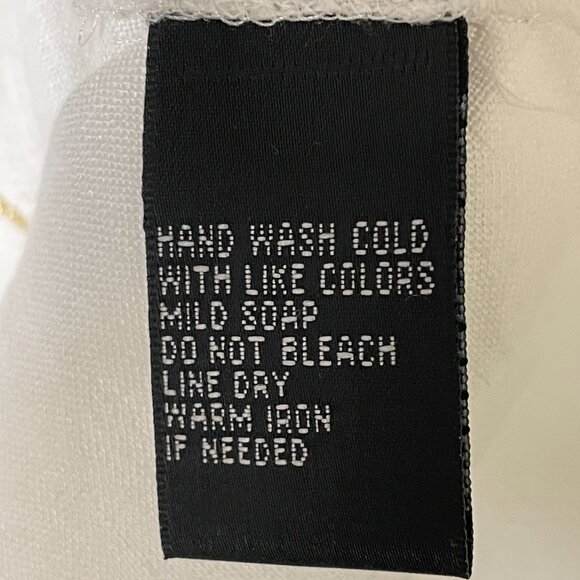 HAND WASH COLD
WITH LIKE COLORS
MILD SOAP
DO NOT BLEACH
LINE DRY
WARM IRON
IF NEEDED